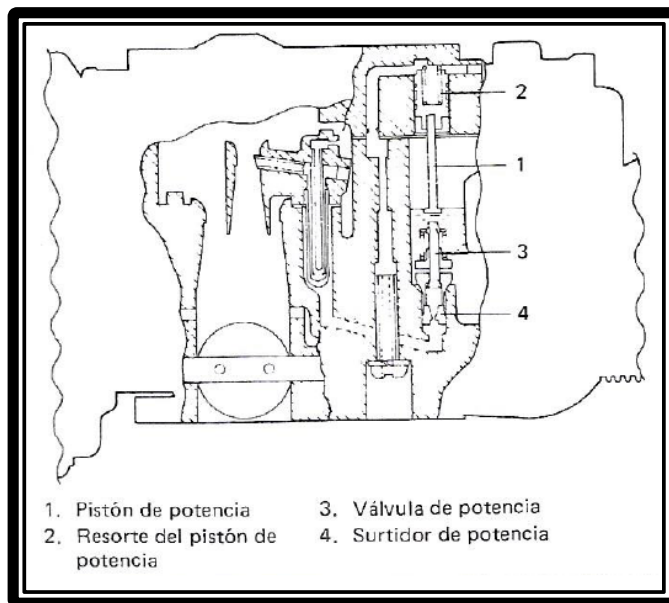 2
1
3
4
1. Pistón de potencia
2. Resorte del pistón de
potencia
3. Válvula de potencia
4. Surtidor de potencia